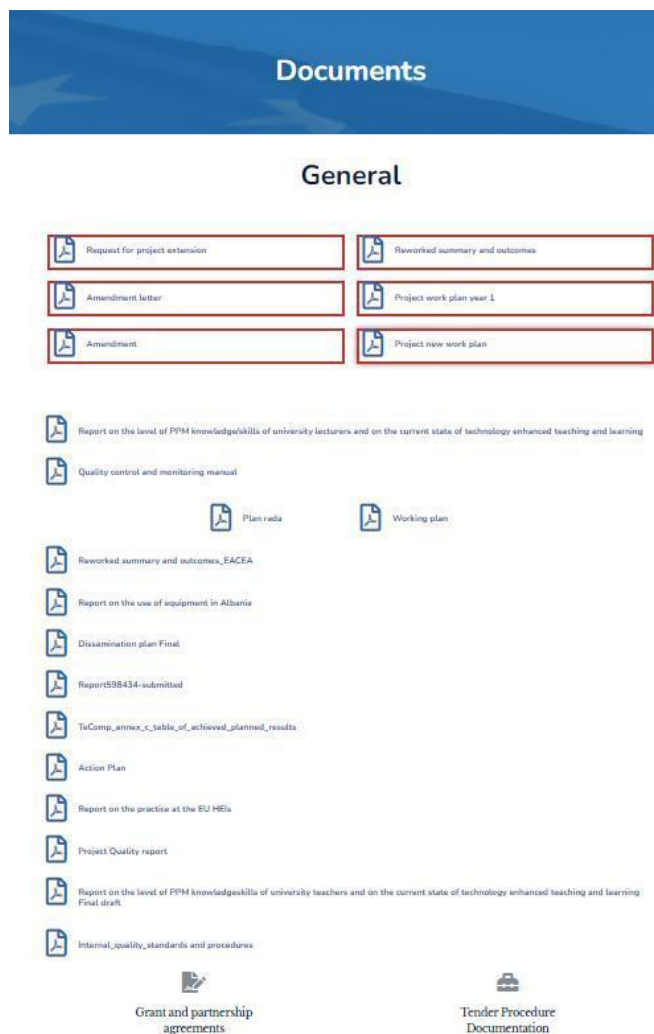 Documents
General
Request for project extension
Reworked summary and outcomes
Amendment letter
Project work plan year 1
Amendment
Project new work plan
Report on the level of PPM knowledge/skills of university lecturers and on the current state of technology enhanced teaching and learning
Quality control and monitoring manual
Plan rada
Working plan
Reworked summary and outcomes_EACEA
Report on the use of equipment in Albania
Dissamination plan Final
Report598434-submitted
TeComp_annex_c_table_of_achieved_planned_results
Action Plan
Report on the practice at the EU HEIs
Project Quality report
Report on the level of PPM knowledgeskills of university teachers and on the current state of technology enhanced teaching and learning
Final draft
Internal_quality_standards and procedures
Grant and partnership
agreements
Tender Procedure
Documentation